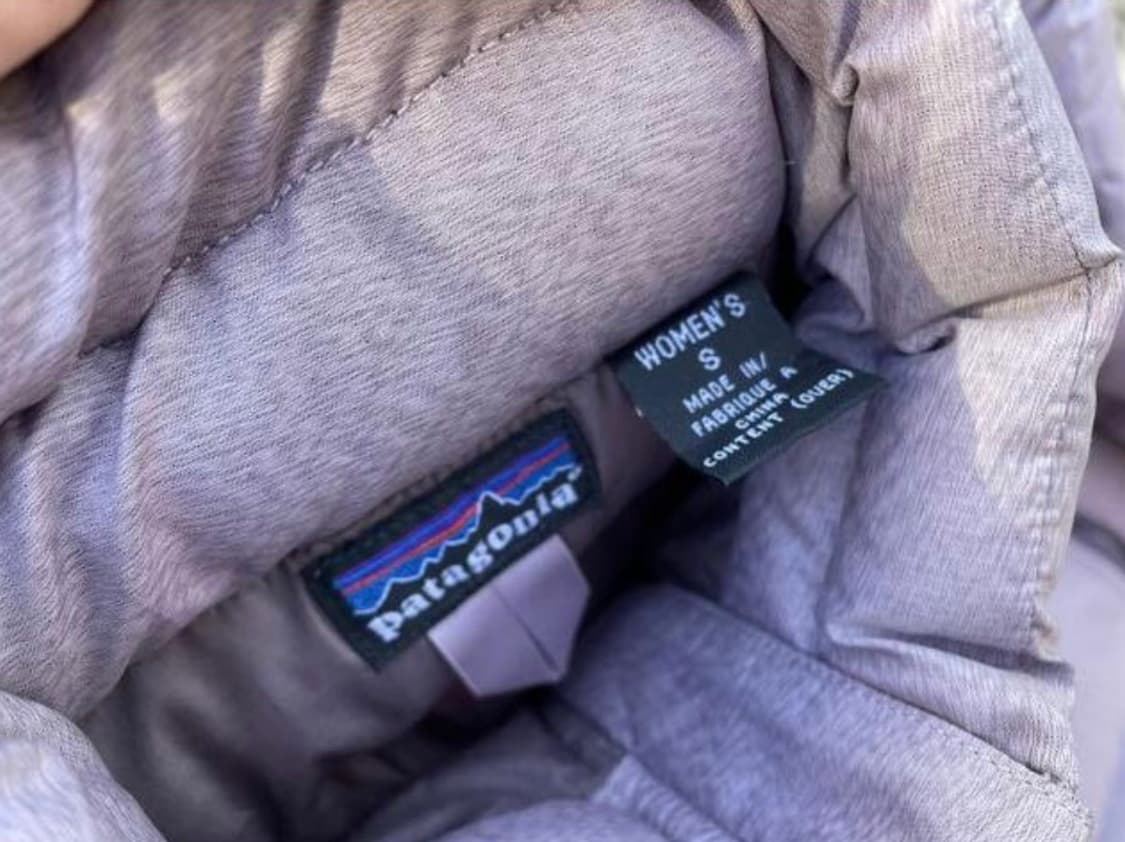 WOMEN'S
S
MADE IN/
FABRIQUE A
CHINA
CONTENT (OVER)
patagonia®